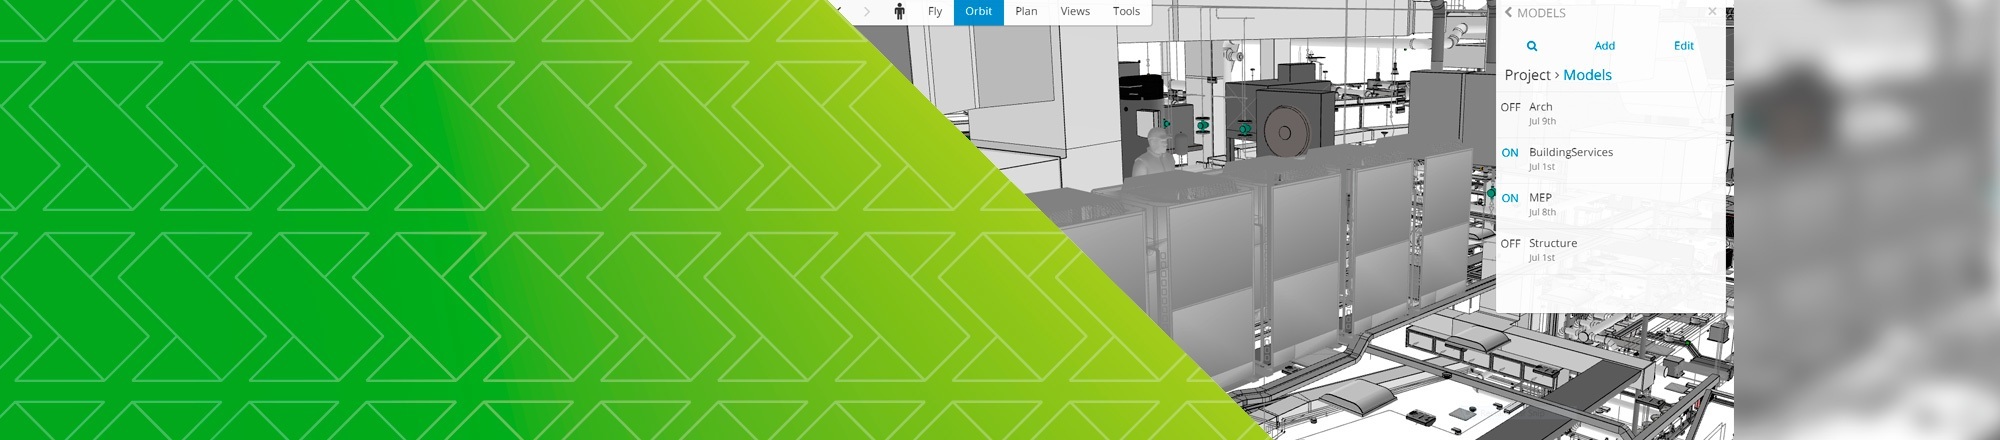 Fly Orbit Plan Views Tools
MODELS
Add Edit
Project › Models
OFF Arch
Jul 9th
ON BuildingServices
Jul 1st
ON MEP
Jul 8th
OFF Structure
Jul 1st